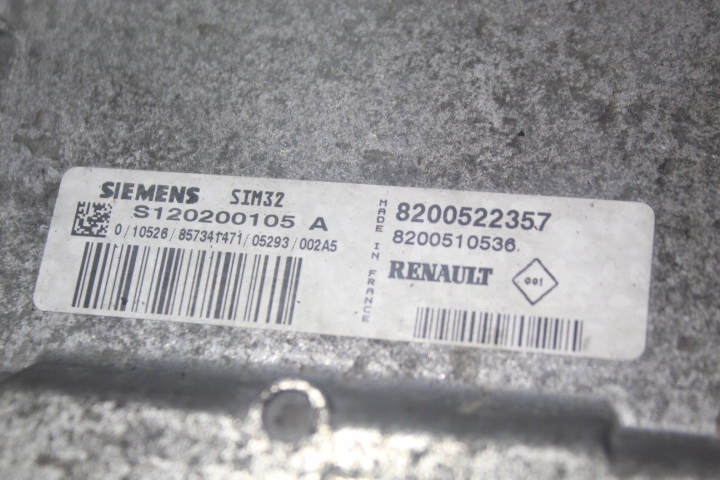 SIEMENS SIM32
S120200105 A
0/10526/857341471/05293/002A5
MADE IN FRANCE
8200522357
8200510536
RENAULT 001